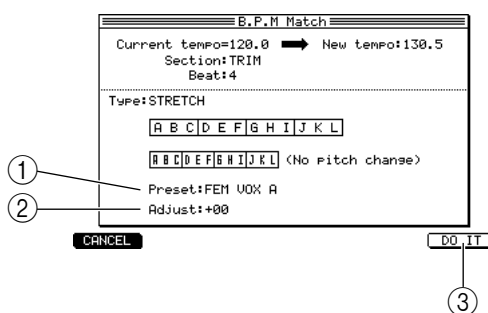 B.P.M Match
Current tempo=120.0 New tempo:130.5
Section:TRIM
Beat:4
Type:STRETCH
A B C D E F G H I J K L
A B C D E F G H I J K L (No pitch change)
1 Preset:FEM VOX A
2 Adjust:+00
CANCEL DO IT
3